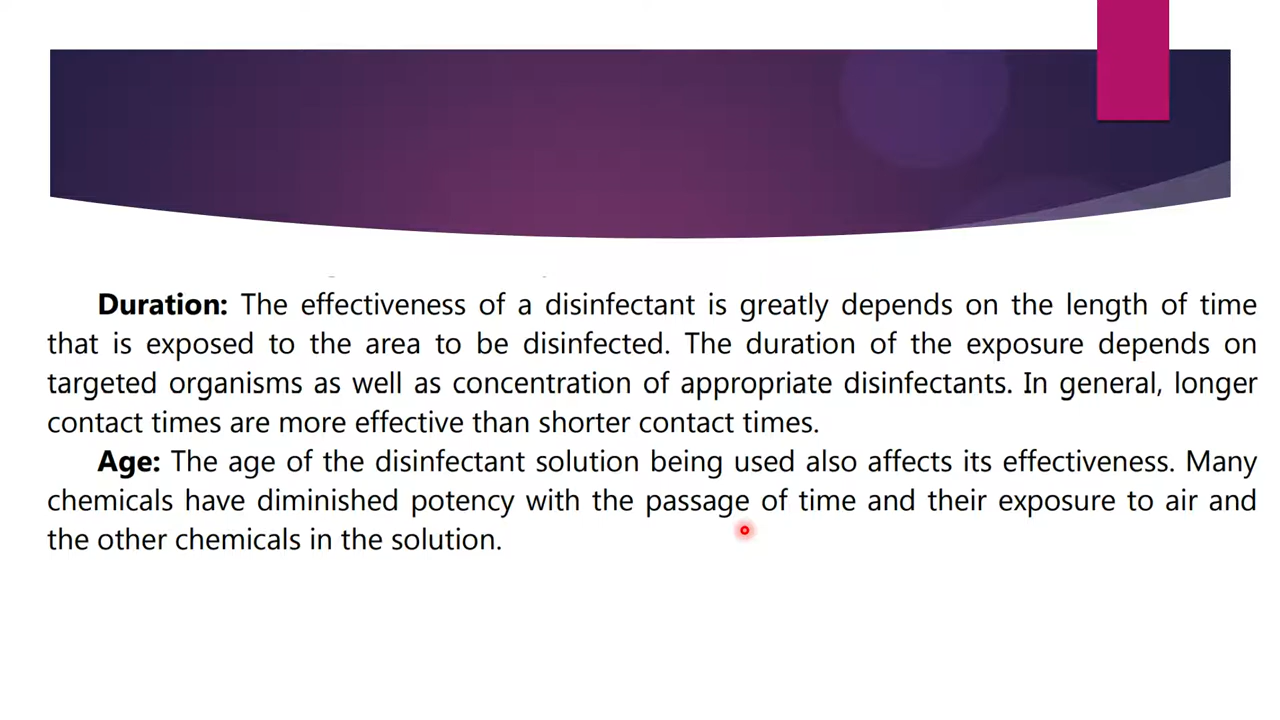 Duration: The effectiveness of a disinfectant is greatly depends on the length of time
that is exposed to the area to be disinfected. The duration of the exposure depends on
targeted organisms as well as concentration of appropriate disinfectants. In general, longer
contact times are more effective than shorter contact times.
Age: The age of the disinfectant solution being used also affects its effectiveness. Many
chemicals have diminished potency with the passage of time and their exposure to air and
the other chemicals in the solution.